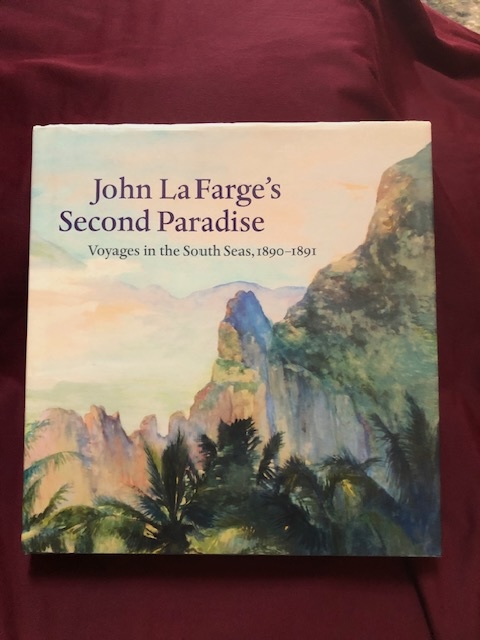 John La Farge's
Second Paradise
Voyages in the South Seas, 1890–1891